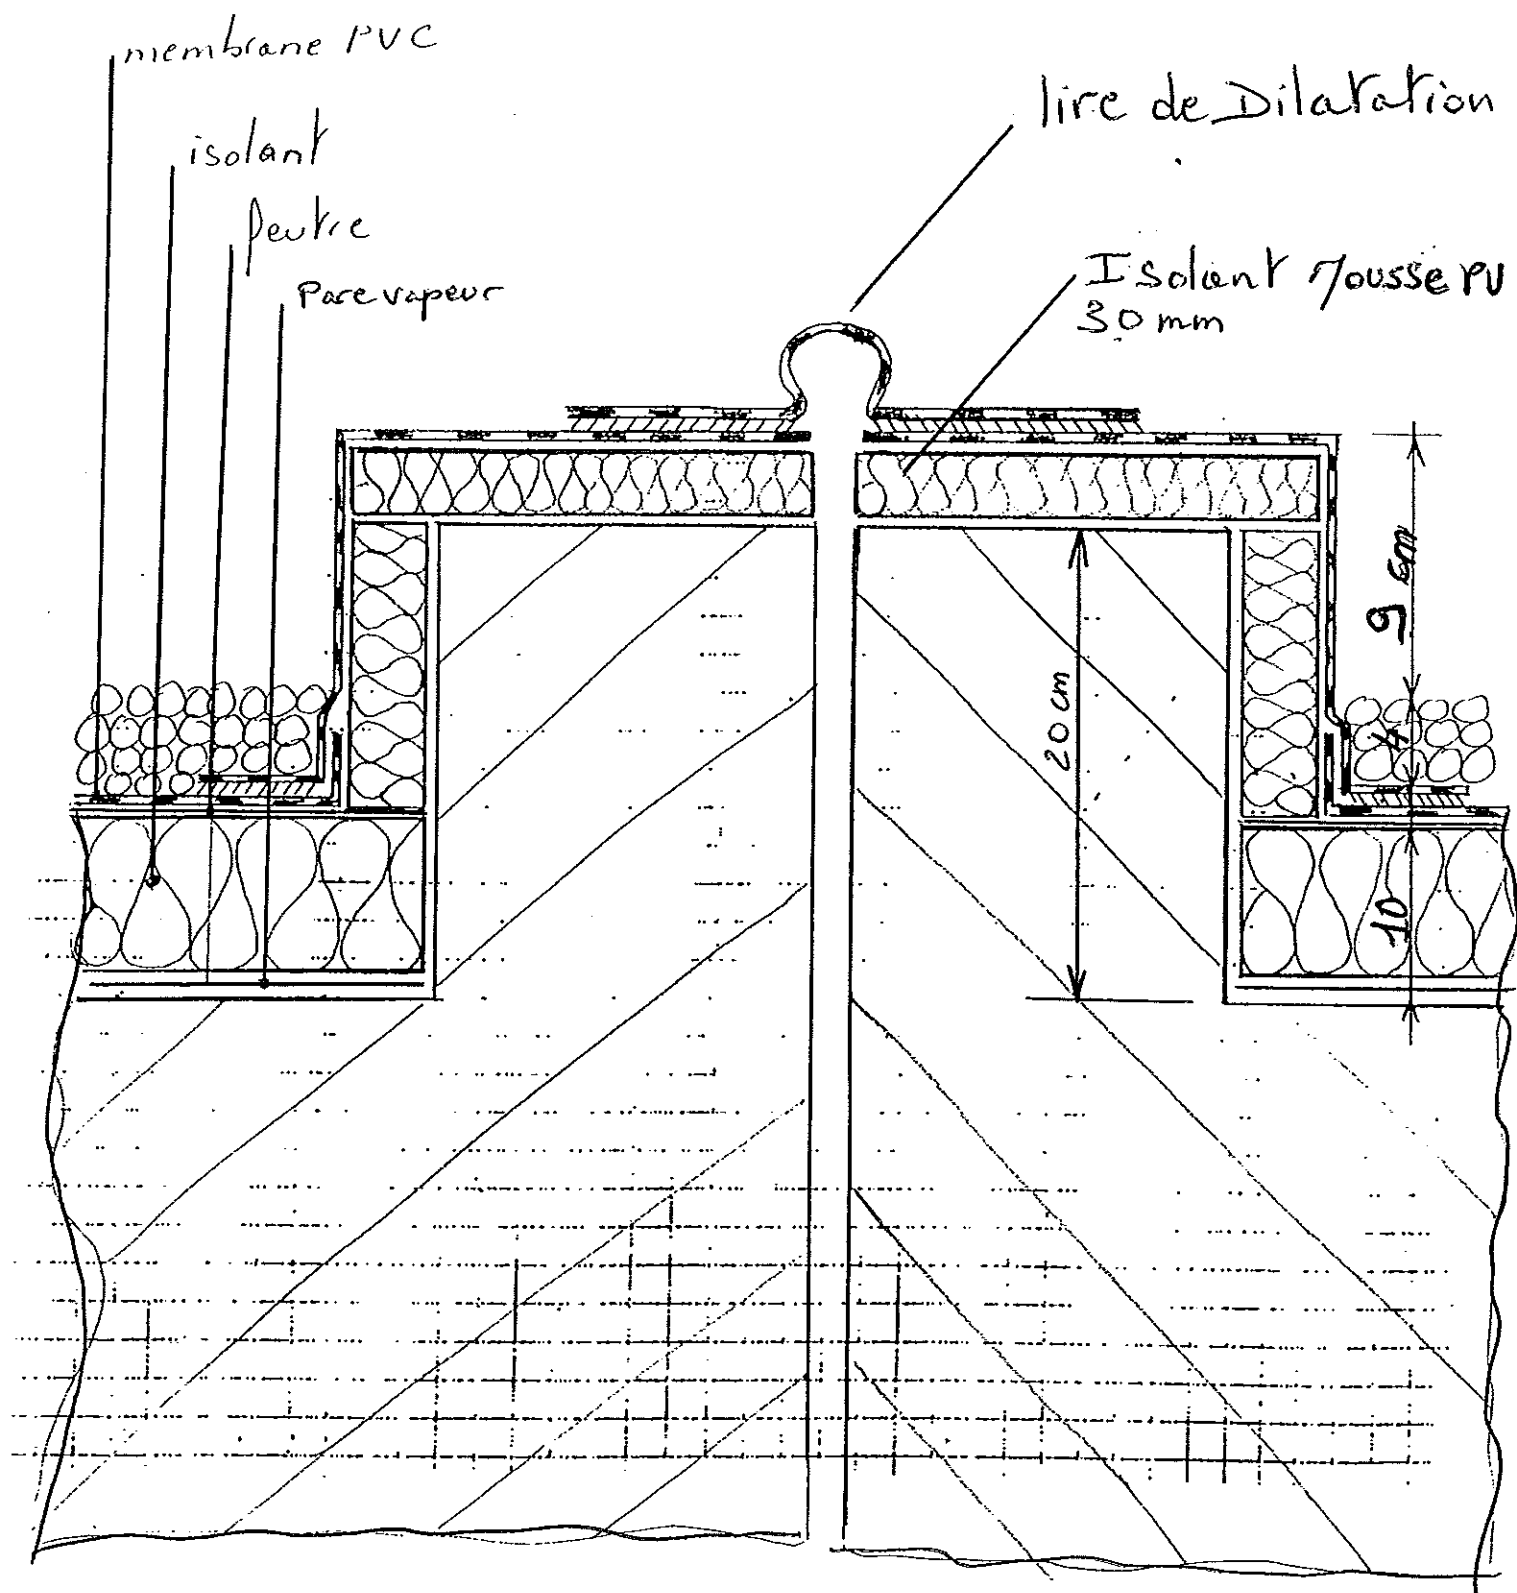 membrane PVC
lire de Dilatation
isolant
feutre
Isolant Mousse PU
30 mm
Pare vapeur
9 cm
20 cm
4
10